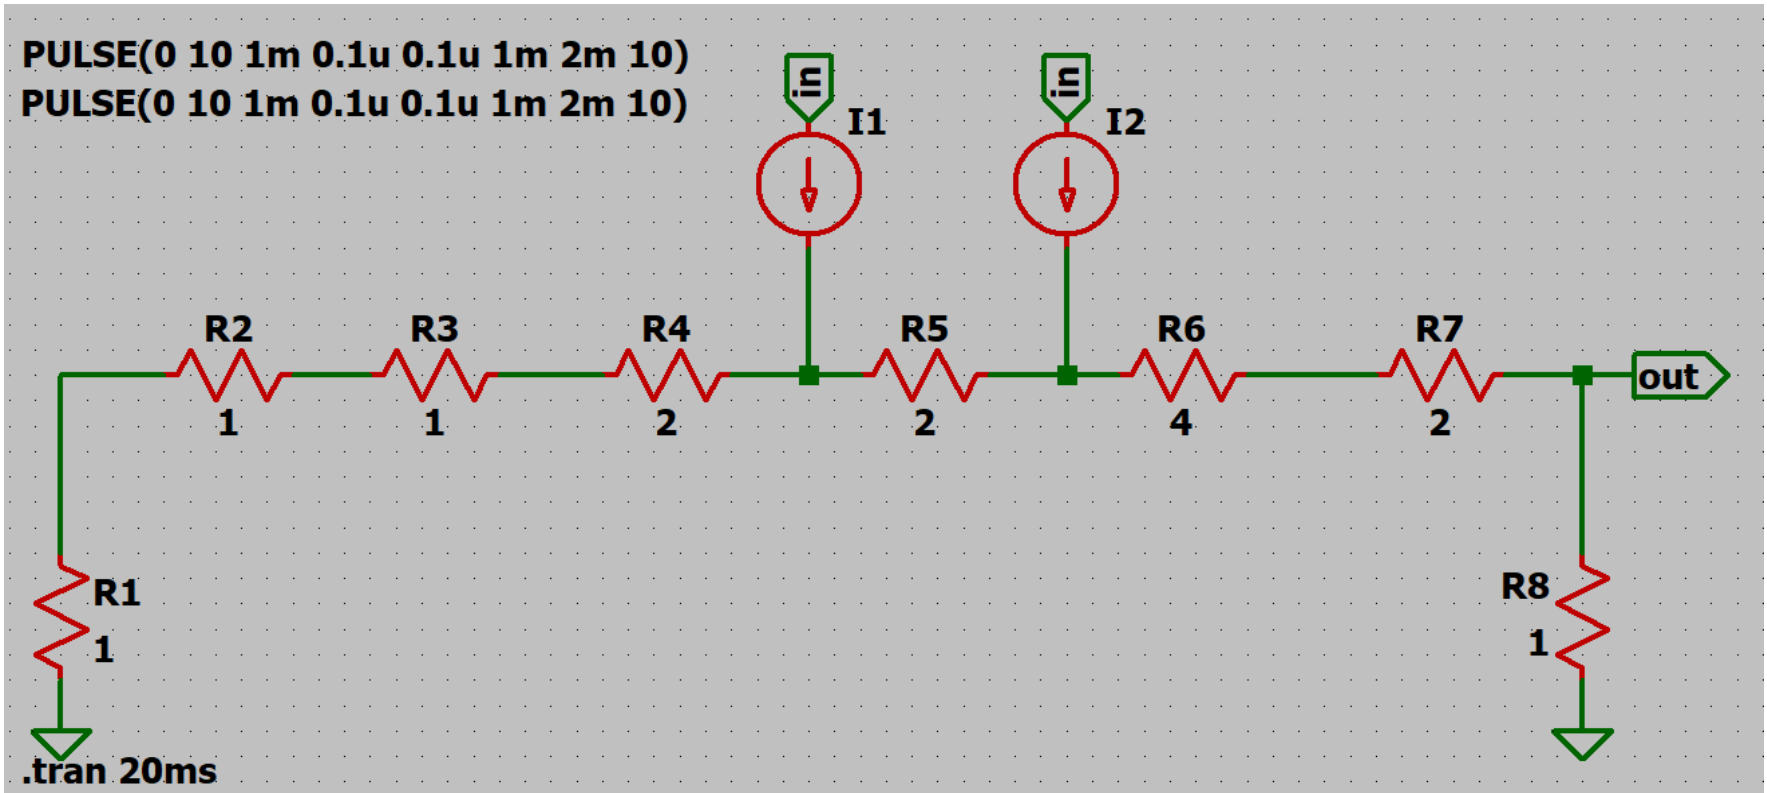 PULSE(0 10 1m 0.1u 0.1u 1m 2m 10)
PULSE(0 10 1m 0.1u 0.1u 1m 2m 10)
in
in
I1
I2
R2
R3
R4
R5
R6
R7
out
1
1
2
2
4
2
R1
R8
1
1
.tran 20ms